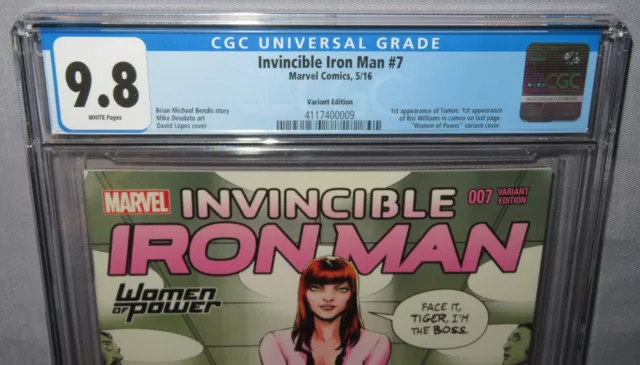 CGC UNIVERSAL GRADE
9.8
WHITE Pages
Invincible Iron Man #7
Marvel Comics, 5/16
Variant Edition
4117400009
Brian Michael Bendis story
Mike Deodato art
David López cover
1st appearance of Tomoe. 1st appearance
of Riri Williams in cameo on last page.
"Women of Power" variant cover.
CGC
MARVEL
INVINCIBLE
IRON MAN
007 VARIANT
EDITION
Women
of Power
FACE IT,
TIGER, I'M
THE BOSS.